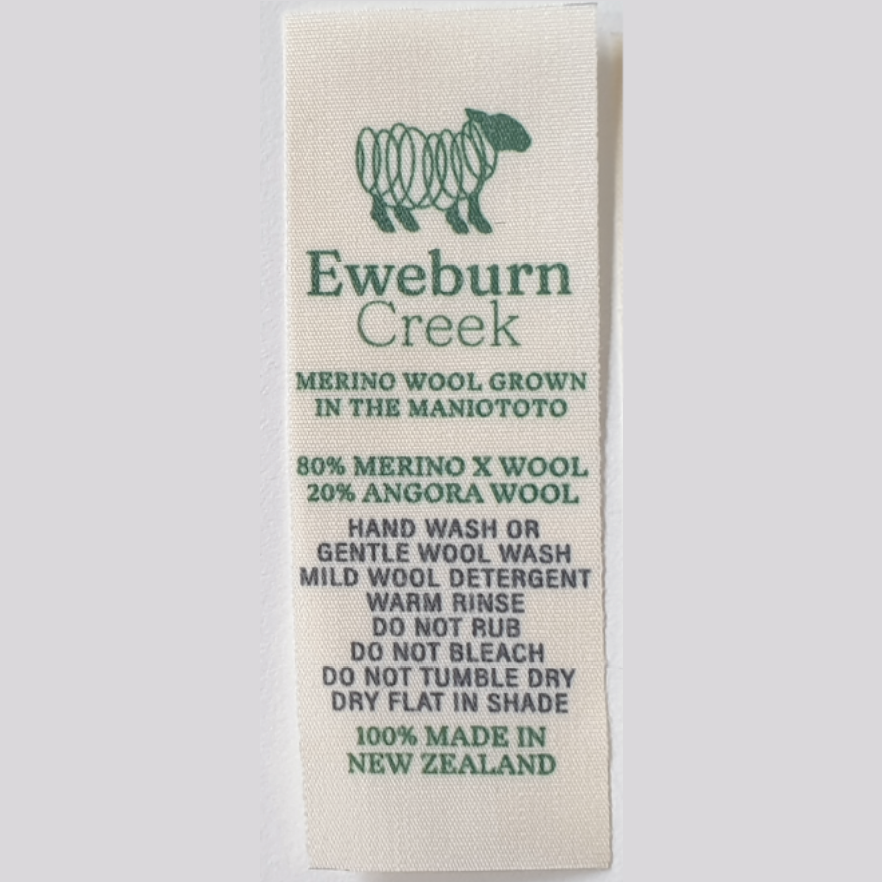 Eweburn
Creek
MERINO WOOL GROWN
IN THE MANIOTOTO
80% MERINO X WOOL
20% ANGORA WOOL
HAND WASH OR
GENTLE WOOL WASH
MILD WOOL DETERGENT
WARM RINSE
DO NOT RUB
DO NOT BLEACH
DO NOT TUMBLE DRY
DRY FLAT IN SHADE
100% MADE IN
NEW ZEALAND